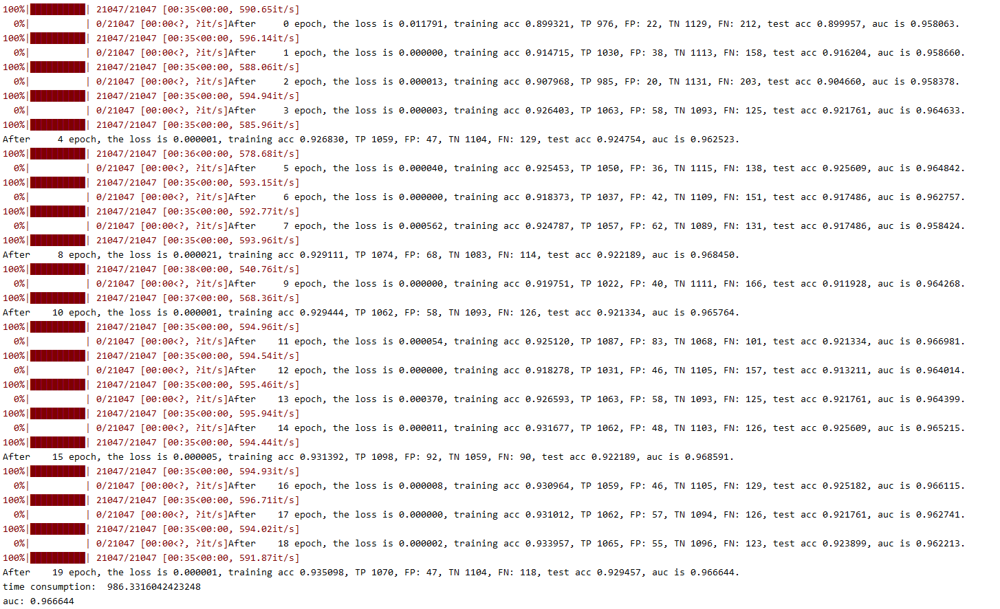 100%|██████████| 21047/21047 [00:35<00:00, 590.65it/s]
  0%|          | 0/21047 [00:00<?, ?it/s]After     0 epoch, the loss is 0.011791, training acc 0.899321, TP 976, FP: 22, TN 1129, FN: 212, test acc 0.899957, auc is 0.958063.
100%|██████████| 21047/21047 [00:35<00:00, 596.14it/s]
  0%|          | 0/21047 [00:00<?, ?it/s]After     1 epoch, the loss is 0.000000, training acc 0.914715, TP 1030, FP: 38, TN 1113, FN: 158, test acc 0.916204, auc is 0.958660.
100%|██████████| 21047/21047 [00:35<00:00, 588.06it/s]
  0%|          | 0/21047 [00:00<?, ?it/s]After     2 epoch, the loss is 0.000013, training acc 0.907968, TP 985, FP: 20, TN 1131, FN: 203, test acc 0.904660, auc is 0.958378.
100%|██████████| 21047/21047 [00:35<00:00, 594.94it/s]
  0%|          | 0/21047 [00:00<?, ?it/s]After     3 epoch, the loss is 0.000003, training acc 0.926403, TP 1063, FP: 58, TN 1093, FN: 125, test acc 0.921761, auc is 0.964633.
100%|██████████| 21047/21047 [00:35<00:00, 585.96it/s]
After     4 epoch, the loss is 0.000001, training acc 0.926830, TP 1059, FP: 47, TN 1104, FN: 129, test acc 0.924754, auc is 0.962523.
100%|██████████| 21047/21047 [00:36<00:00, 578.68it/s]
  0%|          | 0/21047 [00:00<?, ?it/s]After     5 epoch, the loss is 0.000040, training acc 0.925453, TP 1050, FP: 36, TN 1115, FN: 138, test acc 0.925609, auc is 0.964842.
100%|██████████| 21047/21047 [00:35<00:00, 593.15it/s]
  0%|          | 0/21047 [00:00<?, ?it/s]After     6 epoch, the loss is 0.000000, training acc 0.918373, TP 1037, FP: 42, TN 1109, FN: 151, test acc 0.917486, auc is 0.962757.
100%|██████████| 21047/21047 [00:35<00:00, 592.77it/s]
  0%|          | 0/21047 [00:00<?, ?it/s]After     7 epoch, the loss is 0.000562, training acc 0.924787, TP 1057, FP: 62, TN 1089, FN: 131, test acc 0.917486, auc is 0.958424.
100%|██████████| 21047/21047 [00:35<00:00, 593.96it/s]
After     8 epoch, the loss is 0.000021, training acc 0.929111, TP 1074, FP: 68, TN 1083, FN: 114, test acc 0.922189, auc is 0.968450.
100%|██████████| 21047/21047 [00:38<00:00, 540.76it/s]
  0%|          | 0/21047 [00:00<?, ?it/s]After     9 epoch, the loss is 0.000000, training acc 0.919751, TP 1022, FP: 40, TN 1111, FN: 166, test acc 0.911928, auc is 0.964268.
100%|██████████| 21047/21047 [00:37<00:00, 568.36it/s]
After    10 epoch, the loss is 0.000001, training acc 0.929444, TP 1062, FP: 58, TN 1093, FN: 126, test acc 0.921334, auc is 0.965764.
100%|██████████| 21047/21047 [00:35<00:00, 594.96it/s]
  0%|          | 0/21047 [00:00<?, ?it/s]After    11 epoch, the loss is 0.000054, training acc 0.925120, TP 1087, FP: 83, TN 1068, FN: 101, test acc 0.921334, auc is 0.966981.
100%|██████████| 21047/21047 [00:35<00:00, 594.54it/s]
  0%|          | 0/21047 [00:00<?, ?it/s]After    12 epoch, the loss is 0.000000, training acc 0.918278, TP 1031, FP: 46, TN 1105, FN: 157, test acc 0.913211, auc is 0.964014.
100%|██████████| 21047/21047 [00:35<00:00, 595.46it/s]
  0%|          | 0/21047 [00:00<?, ?it/s]After    13 epoch, the loss is 0.000370, training acc 0.926593, TP 1063, FP: 58, TN 1093, FN: 125, test acc 0.921761, auc is 0.964399.
100%|██████████| 21047/21047 [00:35<00:00, 595.94it/s]
  0%|          | 0/21047 [00:00<?, ?it/s]After    14 epoch, the loss is 0.000011, training acc 0.931677, TP 1062, FP: 48, TN 1103, FN: 126, test acc 0.925609, auc is 0.965215.
100%|██████████| 21047/21047 [00:35<00:00, 594.44it/s]
After    15 epoch, the loss is 0.000005, training acc 0.931392, TP 1098, FP: 92, TN 1059, FN: 90, test acc 0.922189, auc is 0.968591.
100%|██████████| 21047/21047 [00:35<00:00, 594.93it/s]
  0%|          | 0/21047 [00:00<?, ?it/s]After    16 epoch, the loss is 0.000008, training acc 0.930964, TP 1059, FP: 46, TN 1105, FN: 129, test acc 0.925182, auc is 0.966115.
100%|██████████| 21047/21047 [00:35<00:00, 596.71it/s]
  0%|          | 0/21047 [00:00<?, ?it/s]After    17 epoch, the loss is 0.000000, training acc 0.931012, TP 1062, FP: 57, TN 1094, FN: 126, test acc 0.921761, auc is 0.962741.
100%|██████████| 21047/21047 [00:35<00:00, 594.02it/s]
  0%|          | 0/21047 [00:00<?, ?it/s]After    18 epoch, the loss is 0.000002, training acc 0.933957, TP 1065, FP: 55, TN 1096, FN: 123, test acc 0.923899, auc is 0.962213.
100%|██████████| 21047/21047 [00:35<00:00, 591.87it/s]
After    19 epoch, the loss is 0.000001, training acc 0.935098, TP 1070, FP: 47, TN 1104, FN: 118, test acc 0.929457, auc is 0.966644.
time consumption:  986.3316042423248
auc: 0.966644